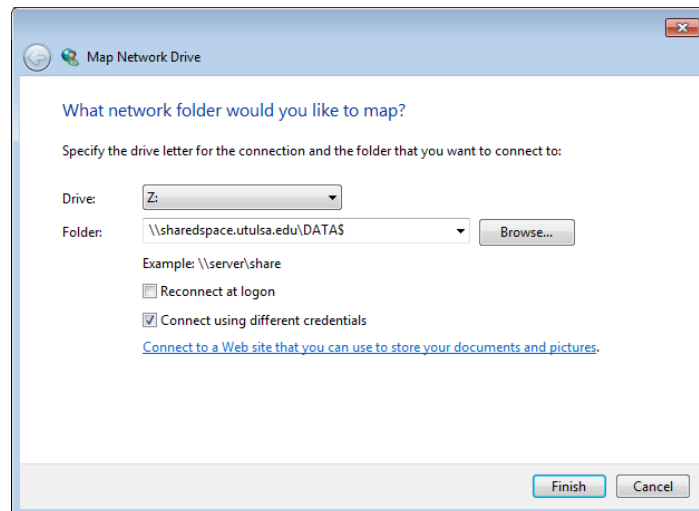 Map Network Drive
What network folder would you like to map?
Specify the drive letter for the connection and the folder that you want to connect to:
Drive: Z:
Folder: \\sharedspace.utulsa.edu\DATA$ Browse...
Example: \\server\share
Reconnect at logon
Connect using different credentials
Connect to a Web site that you can use to store your documents and pictures.
Finish Cancel